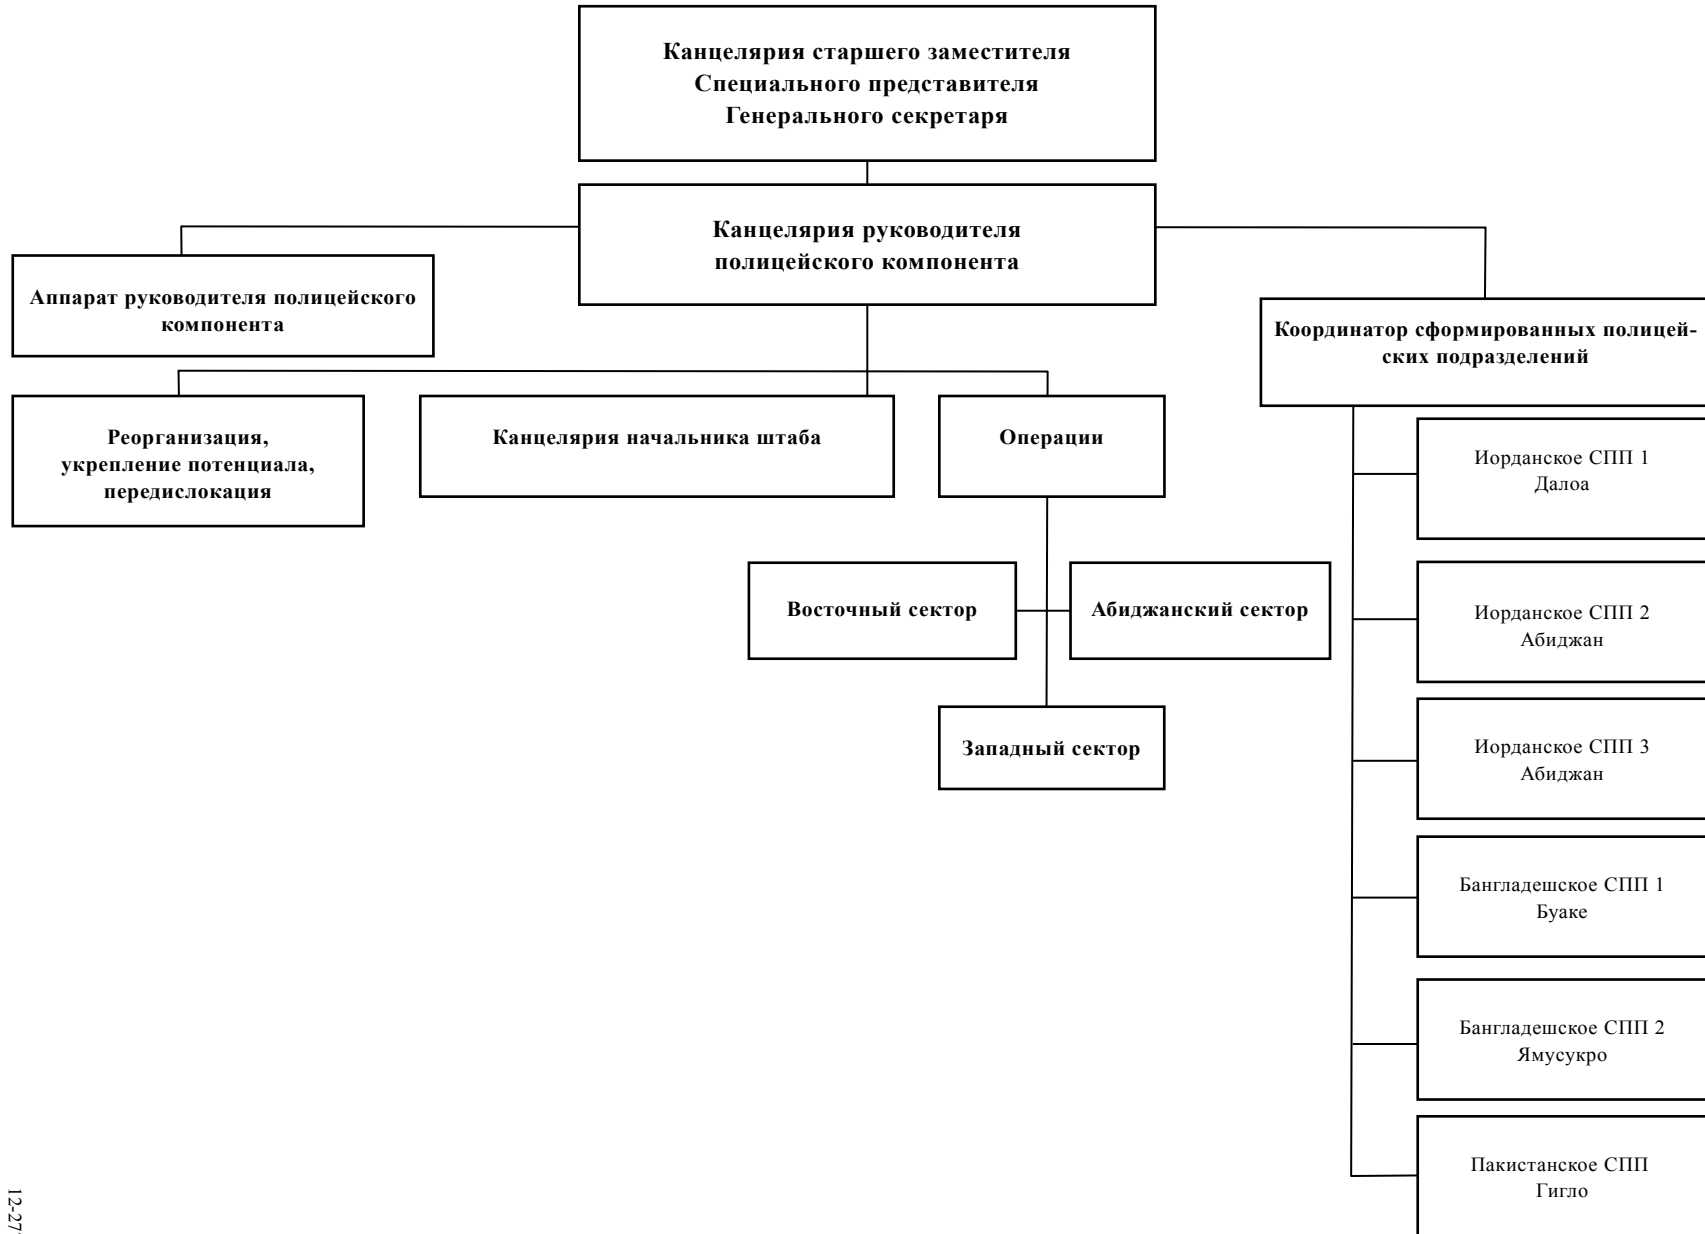 Канцелярия старшего заместителя
Специального представителя
Генерального секретаря
Канцелярия руководителя
полицейского компонента
Аппарат руководителя полицейского
компонента
Координатор сформированных полицей-
ских подразделений
Реорганизация,
укрепление потенциала,
передислокация
Канцелярия начальника штаба
Операции
Восточный сектор
Абиджанский сектор
Западный сектор
Иорданское СПП 1
Далоа
Иорданское СПП 2
Абиджан
Иорданское СПП 3
Абиджан
Бангладешское СПП 1
Буаке
Бангладешское СПП 2
Ямусукро
Пакистанское СПП
Гигло
12-27